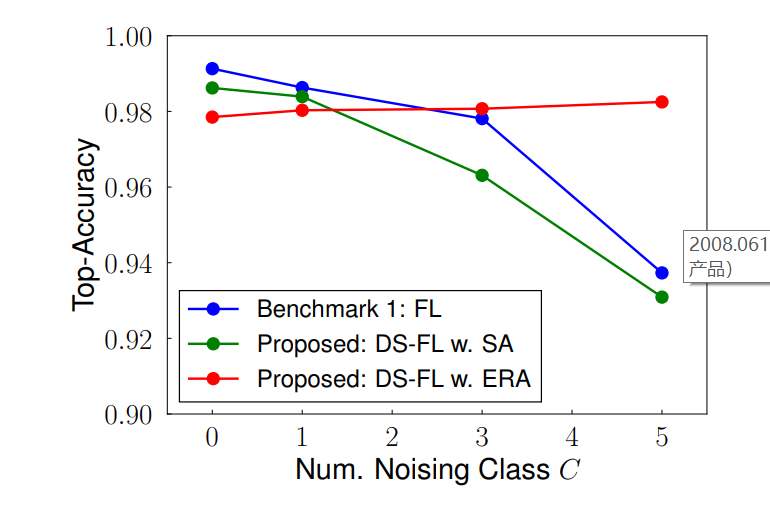 1.00
0.98
0.96
0.94
0.92
0.90
Top-Accuracy
Benchmark 1: FL
Proposed: DS-FL w. SA
Proposed: DS-FL w. ERA
0 1 2 3 4 5
Num. Noising Class C
2008.061
产品）